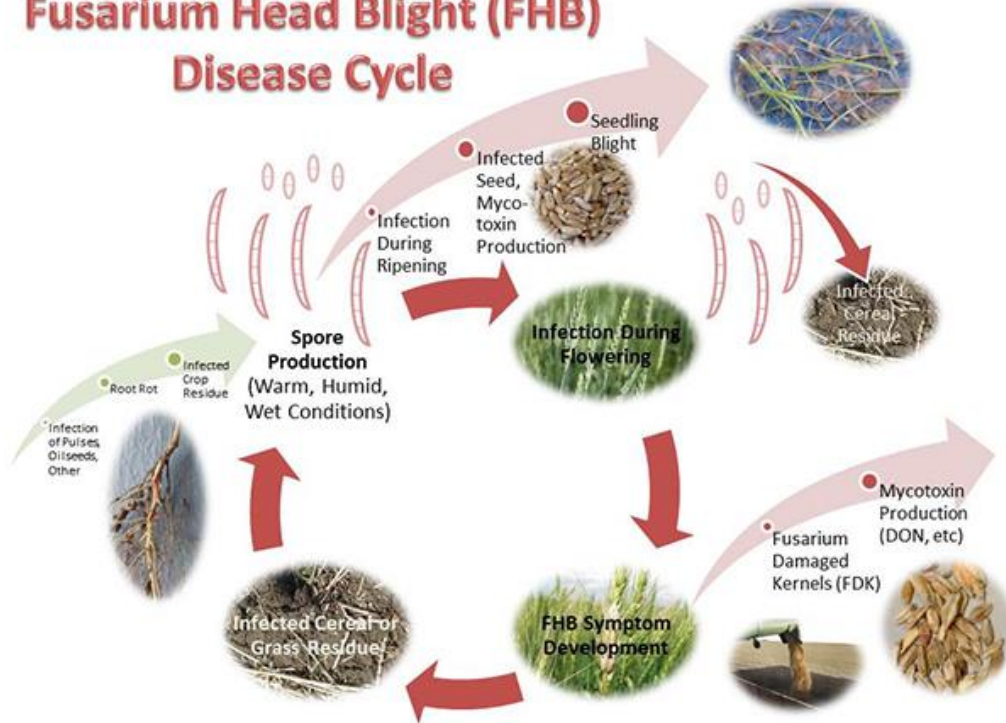 Fusarium Head Blight (FHB)
Disease Cycle
Seedling
Blight
Infected
Seed,
Myco-
toxin
Production
Infection
During
Ripening
Infected
Cereal
Residue
Spore
Production
(Warm, Humid,
Wet Conditions)
Infection During
Flowering
Infected
Crop
Residue
Root Rot
Infection
of Pulses,
Oilseeds,
Other
Mycotoxin
Production
(DON, etc)
Fusarium
Damaged
Kernels (FDK)
FHB Symptom
Development
Infected Cereal or
Grass Residue